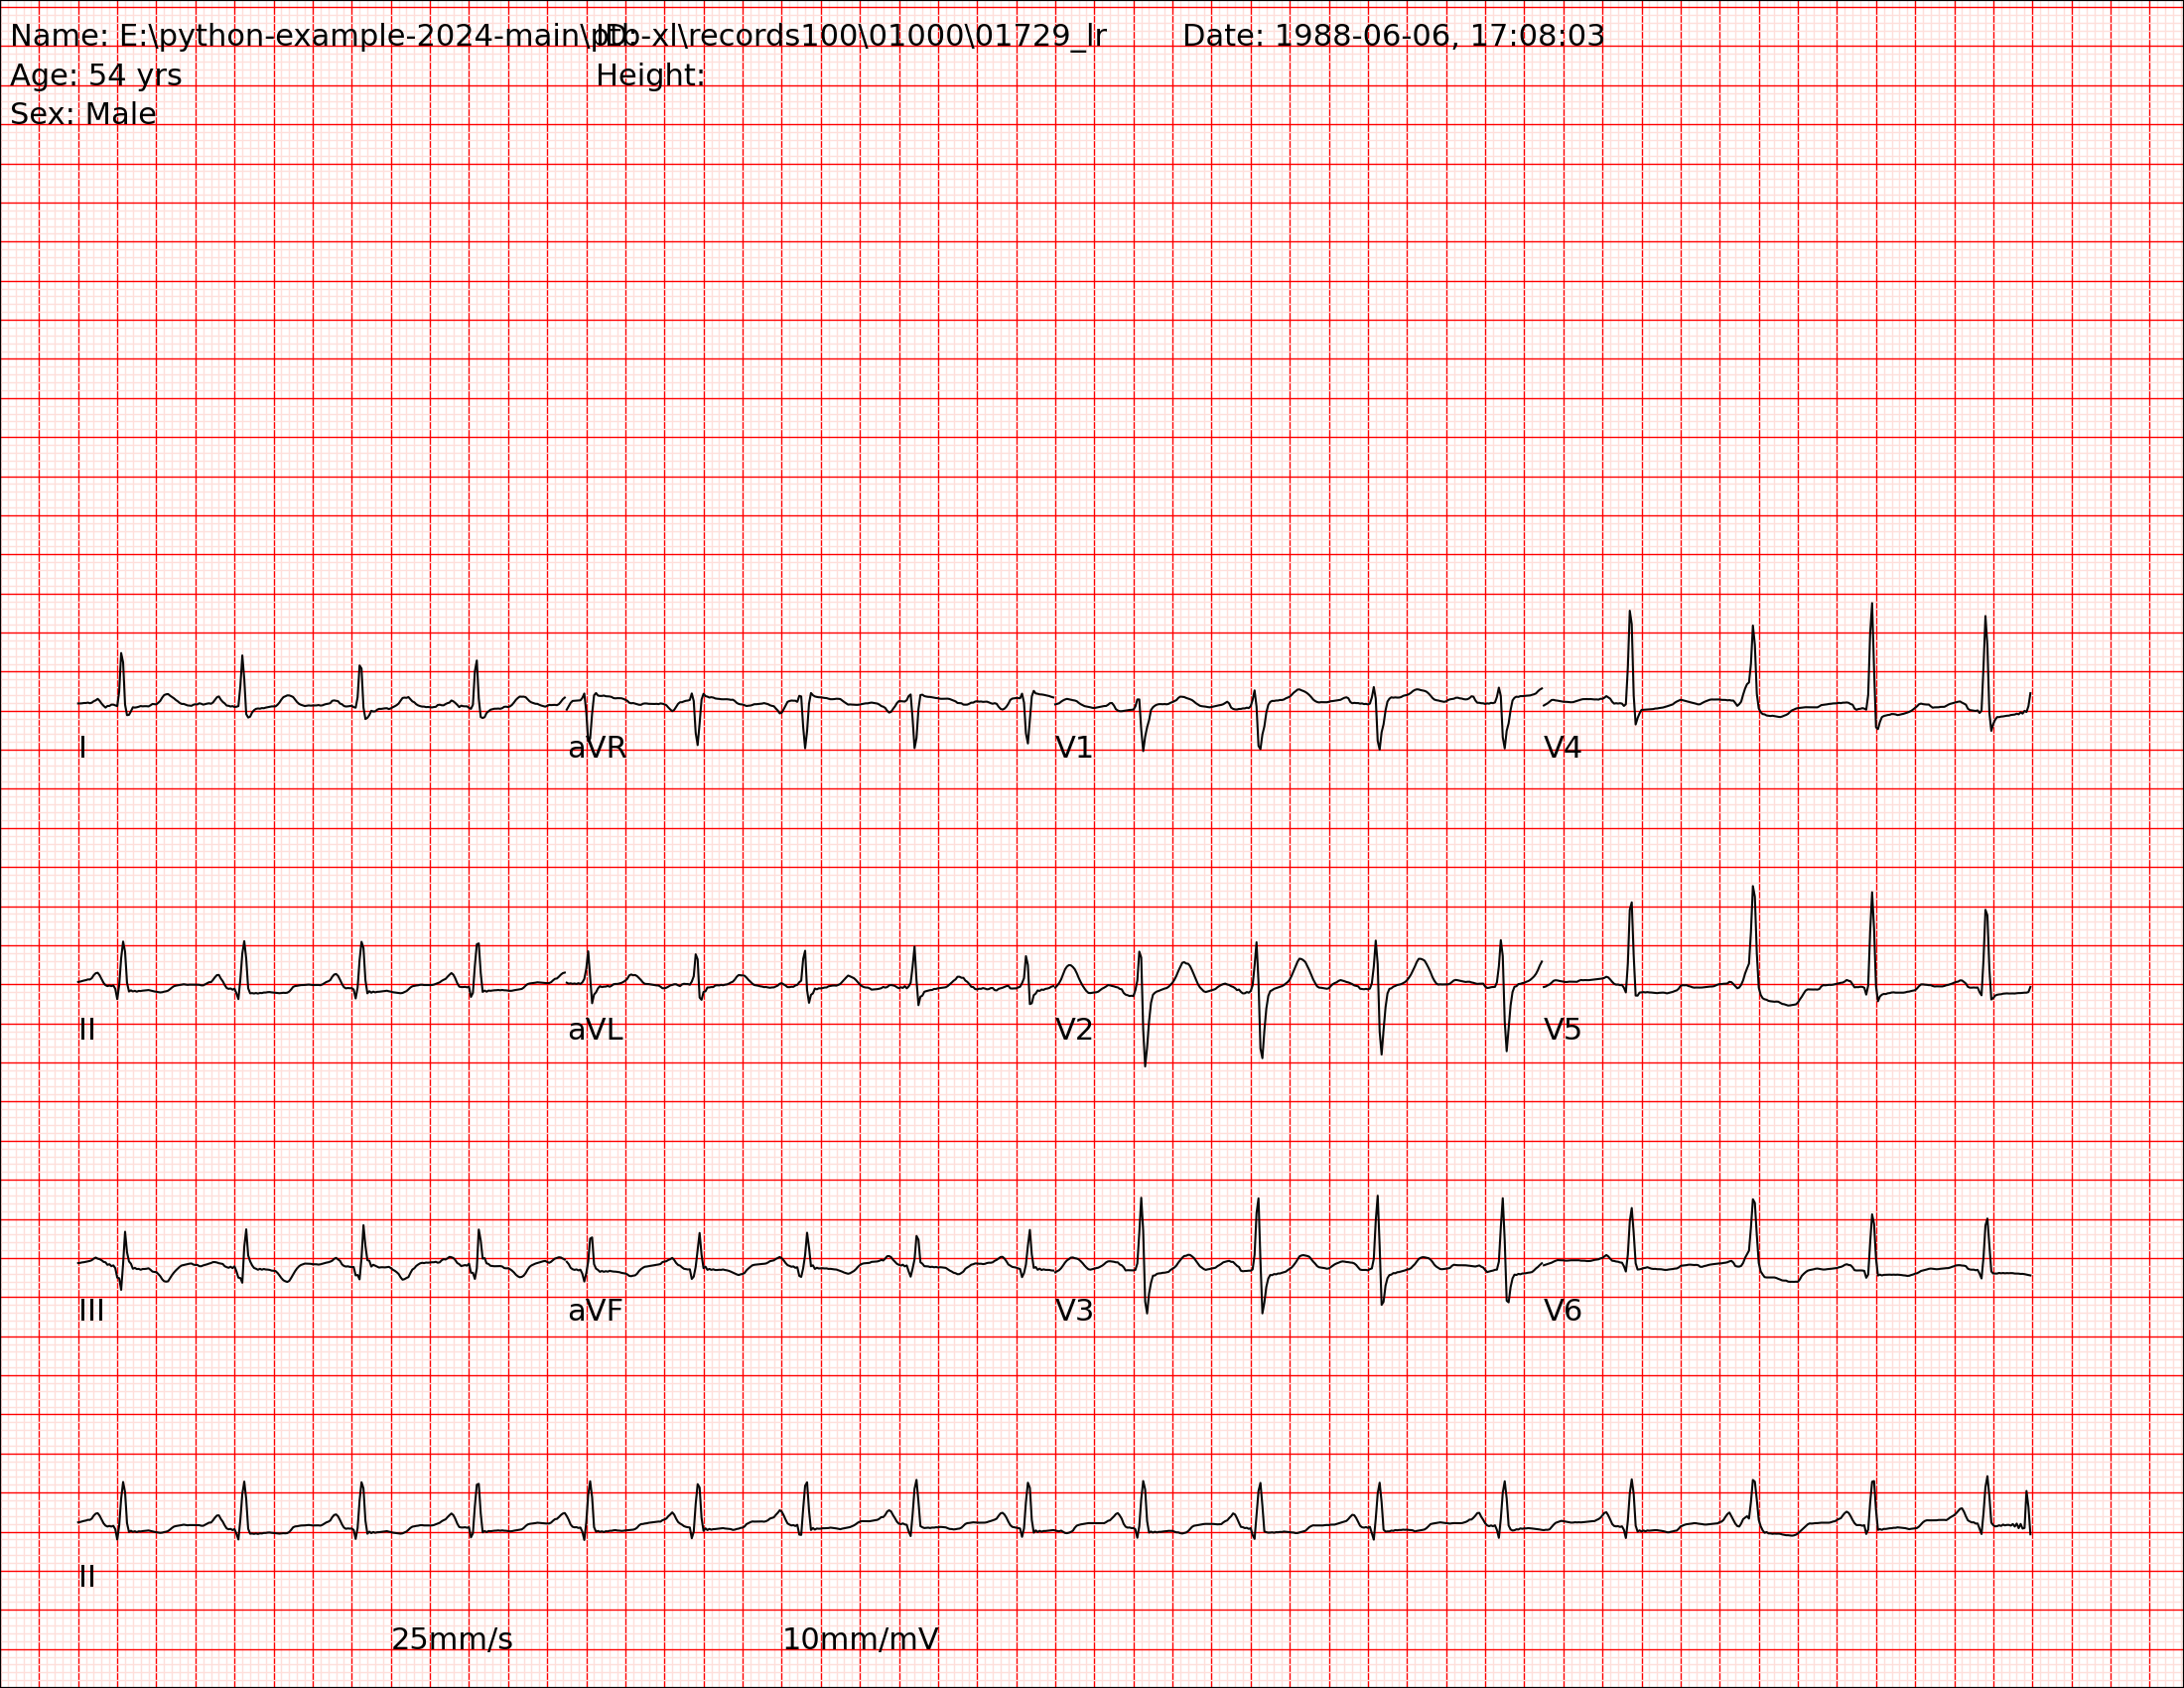 Name: E:\python-example-2024-main\ptb-xl\records100\01000\01729_lr ID: Date: 1988-06-06, 17:08:03
Age: 54 yrs Height:
Sex: Male
I aVR V1 V4
II aVL V2 V5
III aVF V3 V6
II
25mm/s 10mm/mV